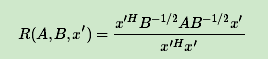 R(A, B, x′) = \frac{x′^H B^{-1/2} A B^{-1/2} x′}{x′^H x′}